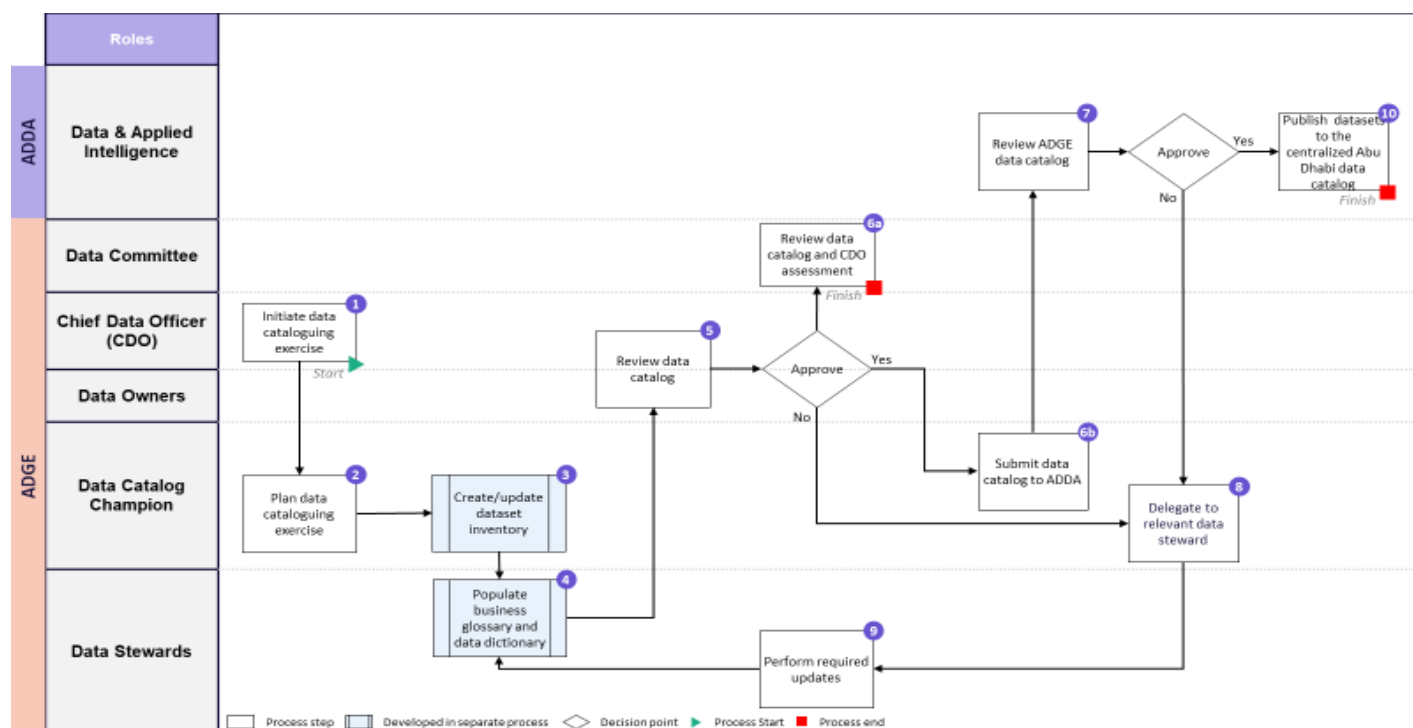 Roles
ADDA
Data & Applied
Intelligence
7
Review ADGE
data catalog
Approve
Yes
No
10
Publish datasets
to the
centralized Abu
Dhabi data
catalog
Finish
ADGE
Data Committee
6a
Review data
catalog and CDO
assessment
Finish
Chief Data Officer
(CDO)
1
Initiate data
cataloguing
exercise
Start
5
Review data
catalog
Approve
Yes
No
Data Owners
Data Catalog
Champion
2
Plan data
cataloguing
exercise
3
Create/update
dataset
inventory
6b
Submit data
catalog to ADDA
8
Delegate to
relevant data
steward
Data Stewards
4
Populate
business
glossary and
data dictionary
9
Perform required
updates
Process step
Developed in separate process
Decision point
Process Start
Process end